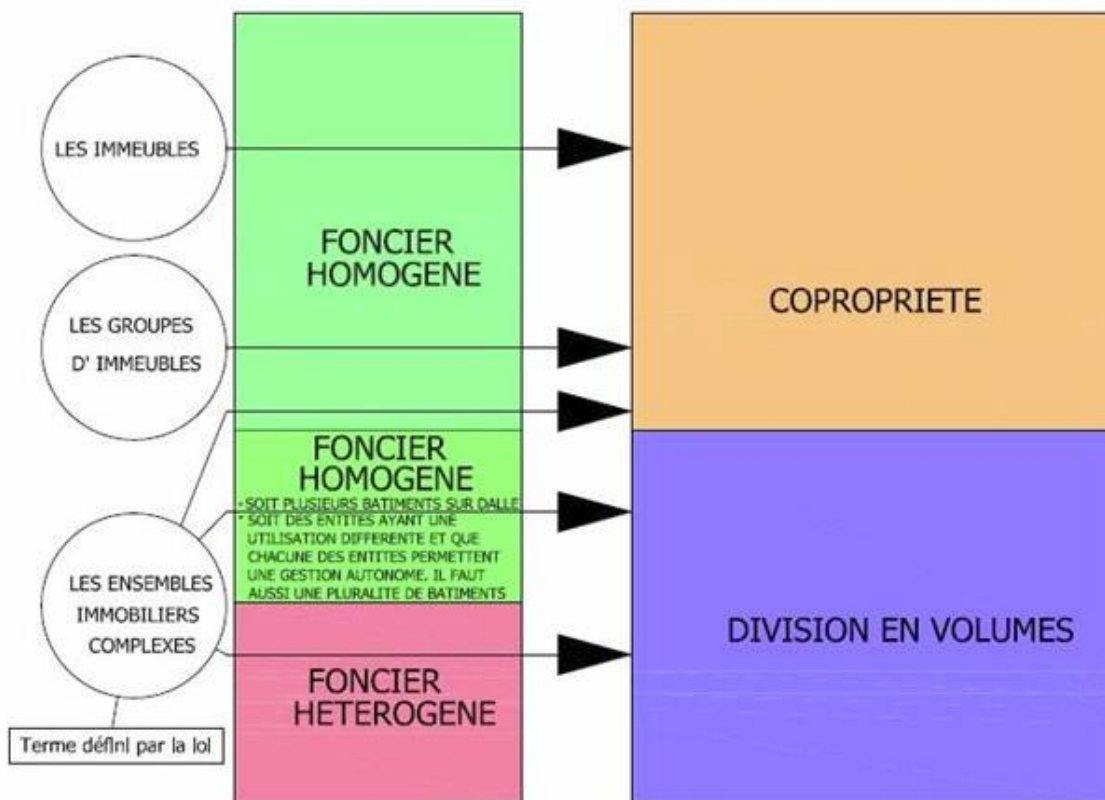 LES IMMEUBLES
LES GROUPES
D' IMMEUBLES
LES ENSEMBLES
IMMOBILIERS
COMPLEXES
Terme défini par la loi
FONCIER
HOMOGENE
FONCIER
HOMOGENE
- SOIT PLUSIEURS BATIMENTS SUR DALLE
* SOIT DES ENTITES AYANT UNE
UTILISATION DIFFERENTE ET QUE
CHACUNE DES ENTITES PERMETTENT
UNE GESTION AUTONOME. IL FAUT
AUSSI UNE PLURALITE DE BATIMENTS
FONCIER
HETEROGENE
COPROPRIETE
DIVISION EN VOLUMES